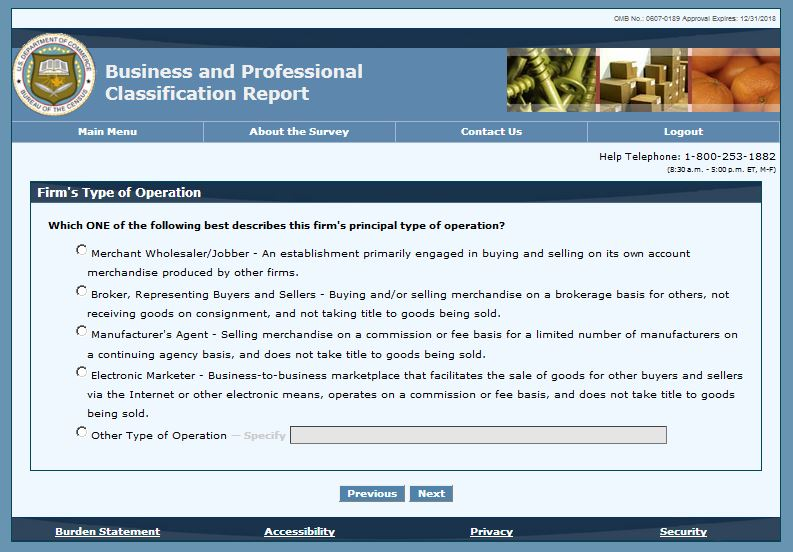 OMB No.: 0607-0189 Approval Expires: 12/31/2018
U.S. DEPARTMENT OF COMMERCE
BUREAU OF THE CENSUS
Business and Professional
Classification Report
Main Menu About the Survey Contact Us Logout
Help Telephone: 1-800-253-1882
(8:30 a.m. - 5:00 p.m. ET, M-F)
Firm's Type of Operation
Which ONE of the following best describes this firm's principal type of operation?
Merchant Wholesaler/Jobber - An establishment primarily engaged in buying and selling on its own account
merchandise produced by other firms.
Broker, Representing Buyers and Sellers - Buying and/or selling merchandise on a brokerage basis for others, not
receiving goods on consignment, and not taking title to goods being sold.
Manufacturer's Agent - Selling merchandise on a commission or fee basis for a limited number of manufacturers on
a continuing agency basis, and does not take title to goods being sold.
Electronic Marketer - Business-to-business marketplace that facilitates the sale of goods for other buyers and sellers
via the Internet or other electronic means, operates on a commission or fee basis, and does not take title to goods
being sold.
Other Type of Operation — Specify
Previous Next
Burden Statement Accessibility Privacy Security